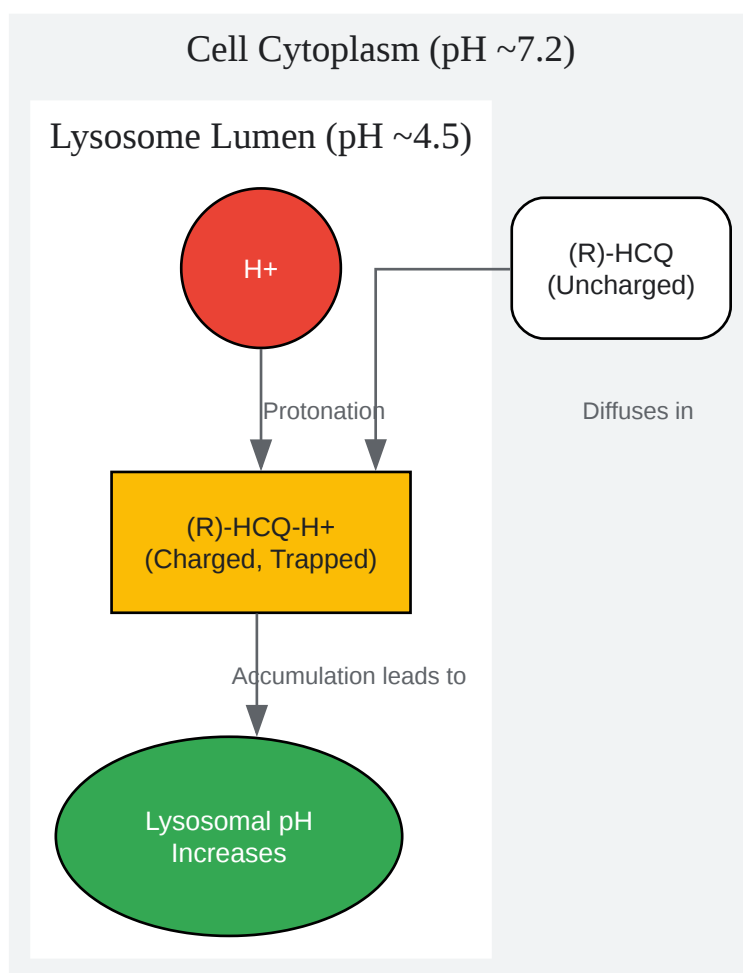 Cell Cytoplasm (pH ~7.2)
Lysosome Lumen (pH ~4.5)
H+
(R)-HCQ
(Uncharged)
Protonation
Diffuses in
(R)-HCQ-H+
(Charged, Trapped)
Accumulation leads to
Lysosomal pH
Increases